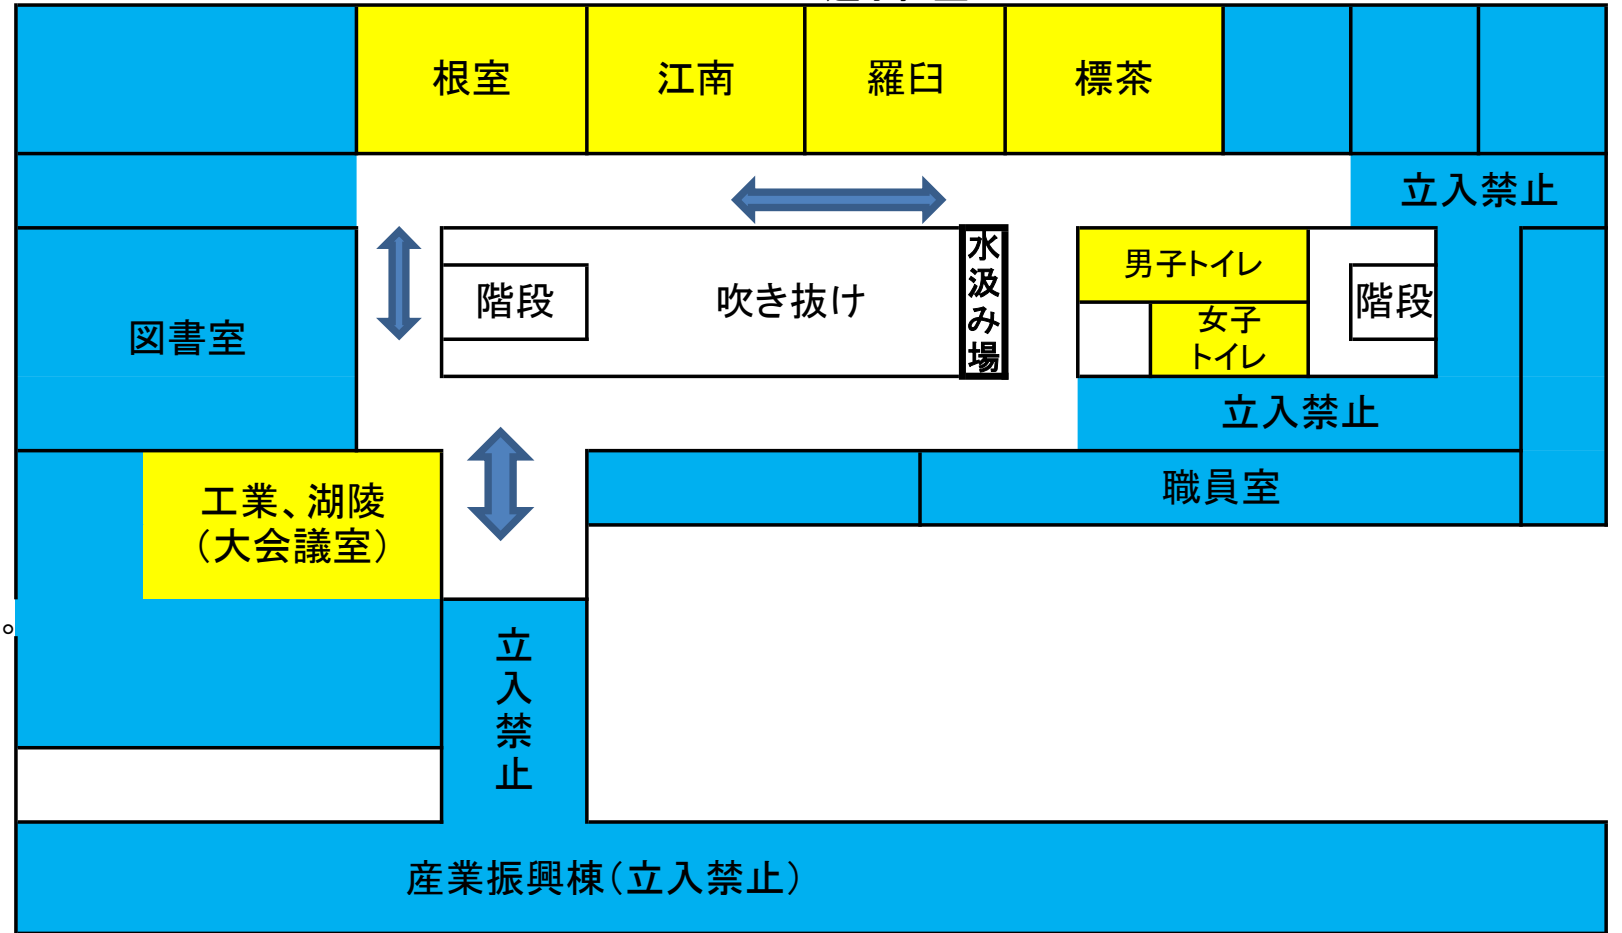 根室
江南
羅臼
標茶
立入禁止
水汲み場
男子トイレ
階段
吹き抜け
階段
女子
トイレ
図書室
立入禁止
工業、湖陵
（大会議室）
職員室
。
立入禁止
産業振興棟（立入禁止）